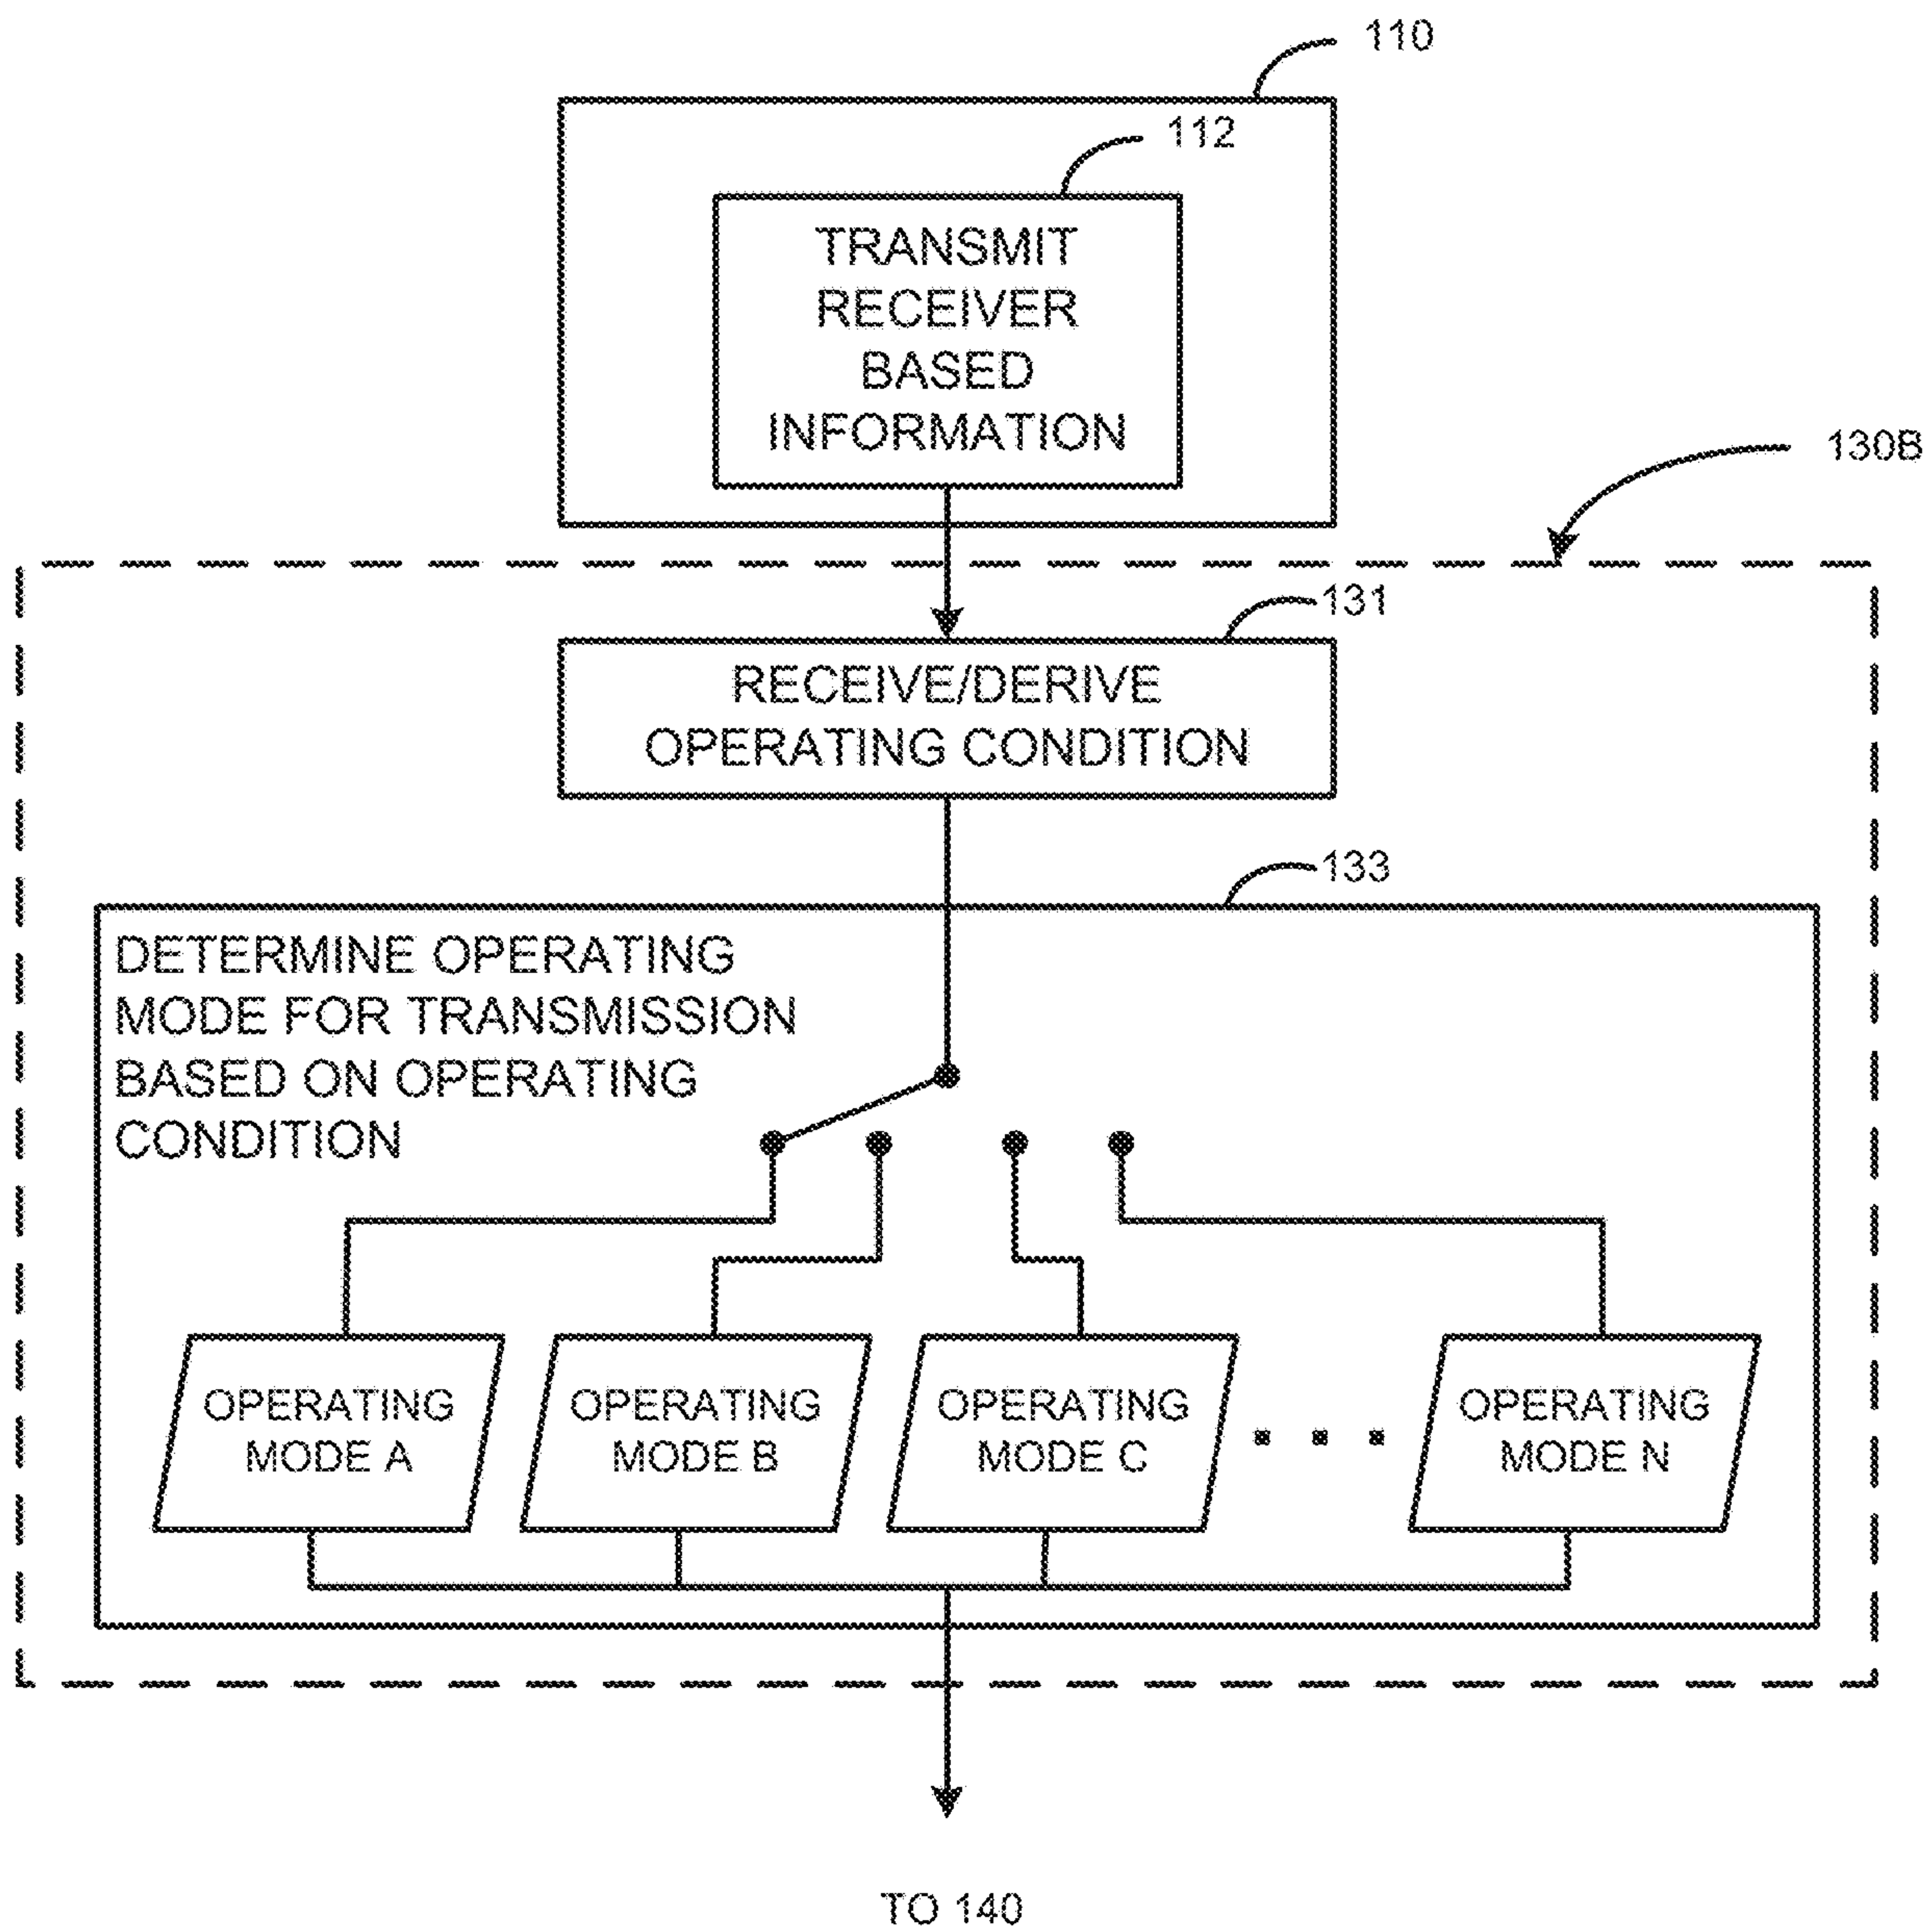 110
112
TRANSMIT
RECEIVER
BASED
INFORMATION
130B
131
RECEIVE/DERIVE
OPERATING CONDITION
133
DETERMINE OPERATING
MODE FOR TRANSMISSION
BASED ON OPERATING
CONDITION
OPERATING
MODE A
OPERATING
MODE B
OPERATING
MODE C
OPERATING
MODE N
TO 140